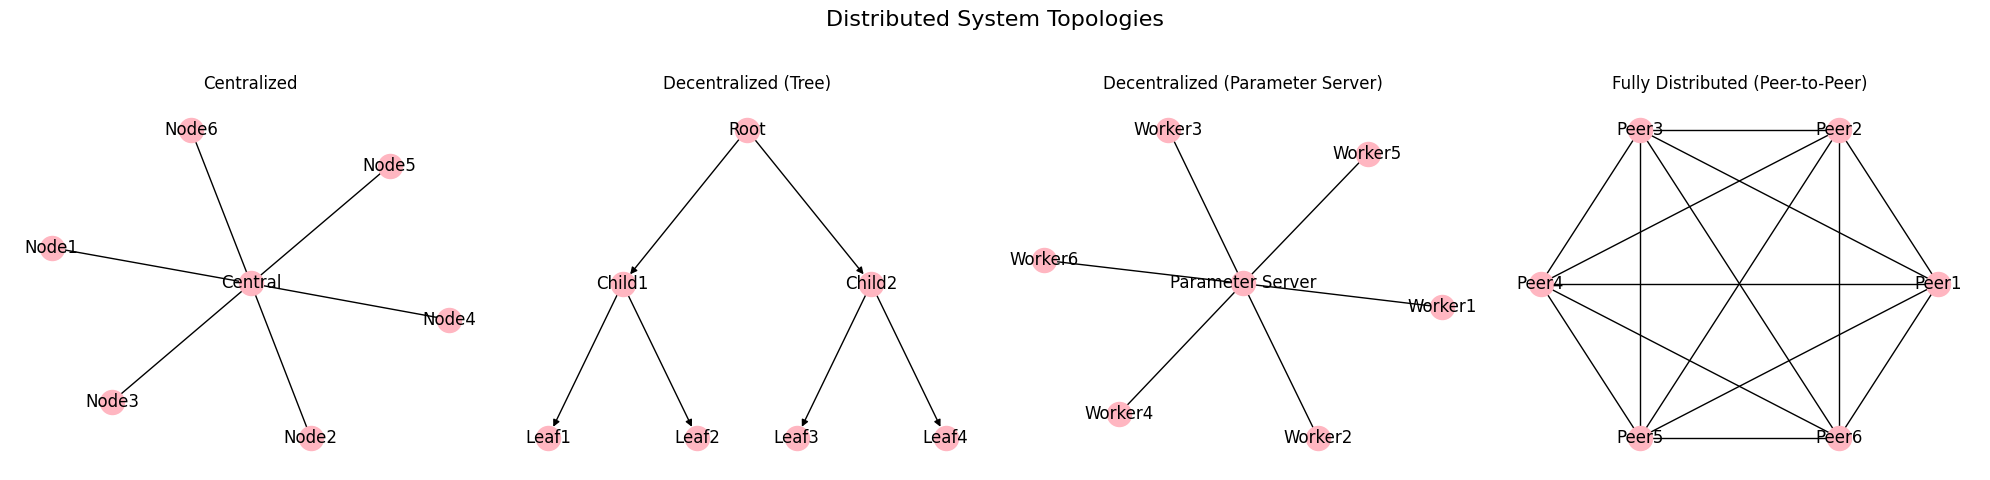 Distributed System Topologies
Centralized
Node6
Node5
Node1
Central
Node4
Node3
Node2
Decentralized (Tree)
Root
Child1
Child2
Leaf1
Leaf2
Leaf3
Leaf4
Decentralized (Parameter Server)
Worker3
Worker5
Worker6
Parameter Server
Worker1
Worker4
Worker2
Fully Distributed (Peer-to-Peer)
Peer3
Peer2
Peer4
Peer1
Peer5
Peer6